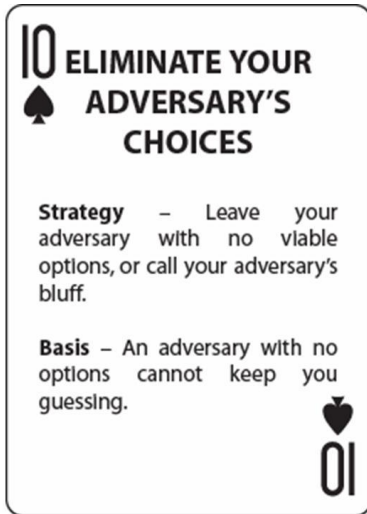 10 ELIMINATE YOUR
ADVERSARY'S
CHOICES
Strategy – Leave your
adversary with no viable
options, or call your adversary's
bluff.
Basis – An adversary with no
options cannot keep you
guessing.
10